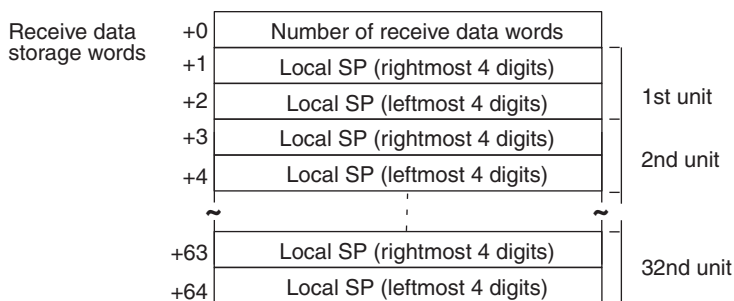 Receive data
storage words
+0 Number of receive data words
+1 Local SP (rightmost 4 digits)
+2 Local SP (leftmost 4 digits)
1st unit
+3 Local SP (rightmost 4 digits)
+4 Local SP (leftmost 4 digits)
2nd unit
~ ~
+63 Local SP (rightmost 4 digits)
+64 Local SP (leftmost 4 digits)
32nd unit